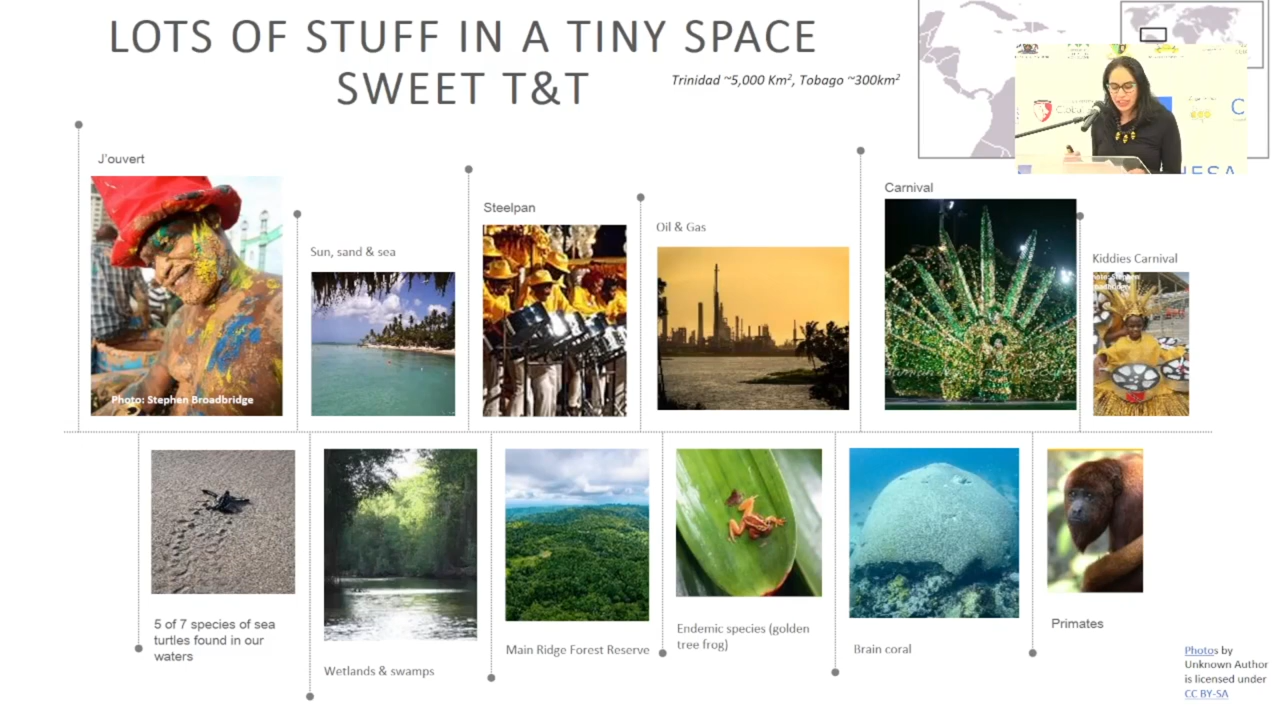 LOTS OF STUFF IN A TINY SPACE
SWEET T&T
Trinidad ~5,000 Km², Tobago ~300km²
J'ouvert
Sun, sand & sea
Steelpan
Oil & Gas
Carnival
Kiddies Carnival
Photo: Stephen Broadbridge
5 of 7 species of sea
turtles found in our
waters
Wetlands & swamps
Main Ridge Forest Reserve
Endemic species (golden
tree frog)
Brain coral
Primates
Photos by
Unknown Author
is licensed under
CC BY-SA